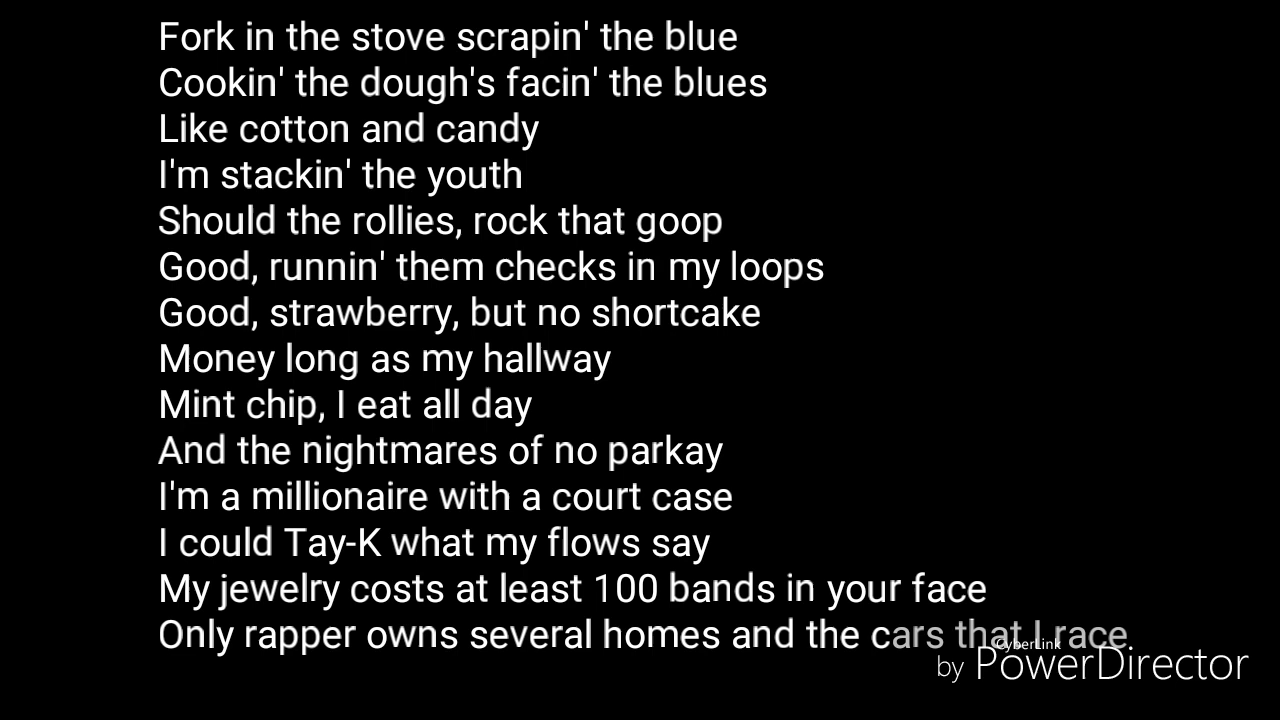 Fork in the stove scrapin' the blue
Cookin' the dough's facin' the blues
Like cotton and candy
I'm stackin' the youth
Should the rollies, rock that goop
Good, runnin' them checks in my loops
Good, strawberry, but no shortcake
Money long as my hallway
Mint chip, I eat all day
And the nightmares of no parkay
I'm a millionaire with a court case
I could Tay-K what my flows say
My jewelry costs at least 100 bands in your face
Only rapper owns several homes and the cars that I race
CyberLink
by PowerDirector